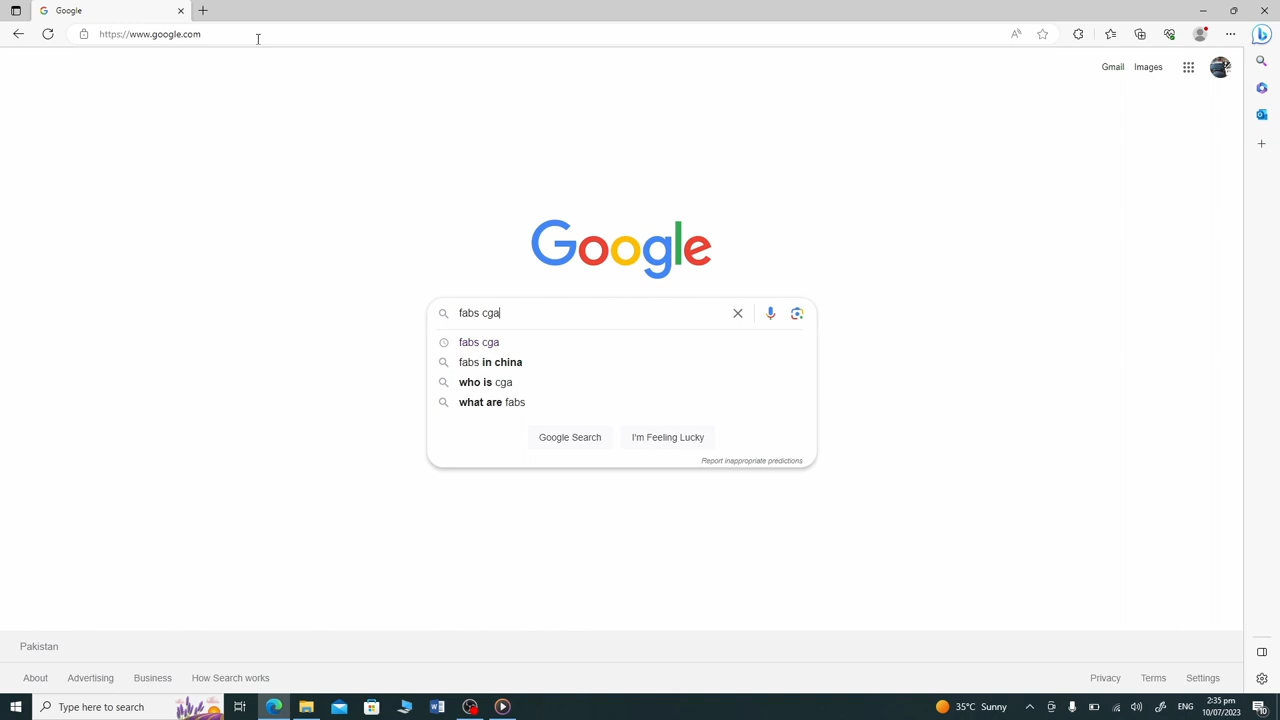 Google
https://www.google.com
Gmail Images
Google
fabs cga
fabs cga
fabs in china
who is cga
what are fabs
Google Search I'm Feeling Lucky
Report inappropriate predictions
Pakistan
About Advertising Business How Search works Privacy Terms Settings
Type here to search
35°C Sunny ENG 2:35 pm
10/07/2023